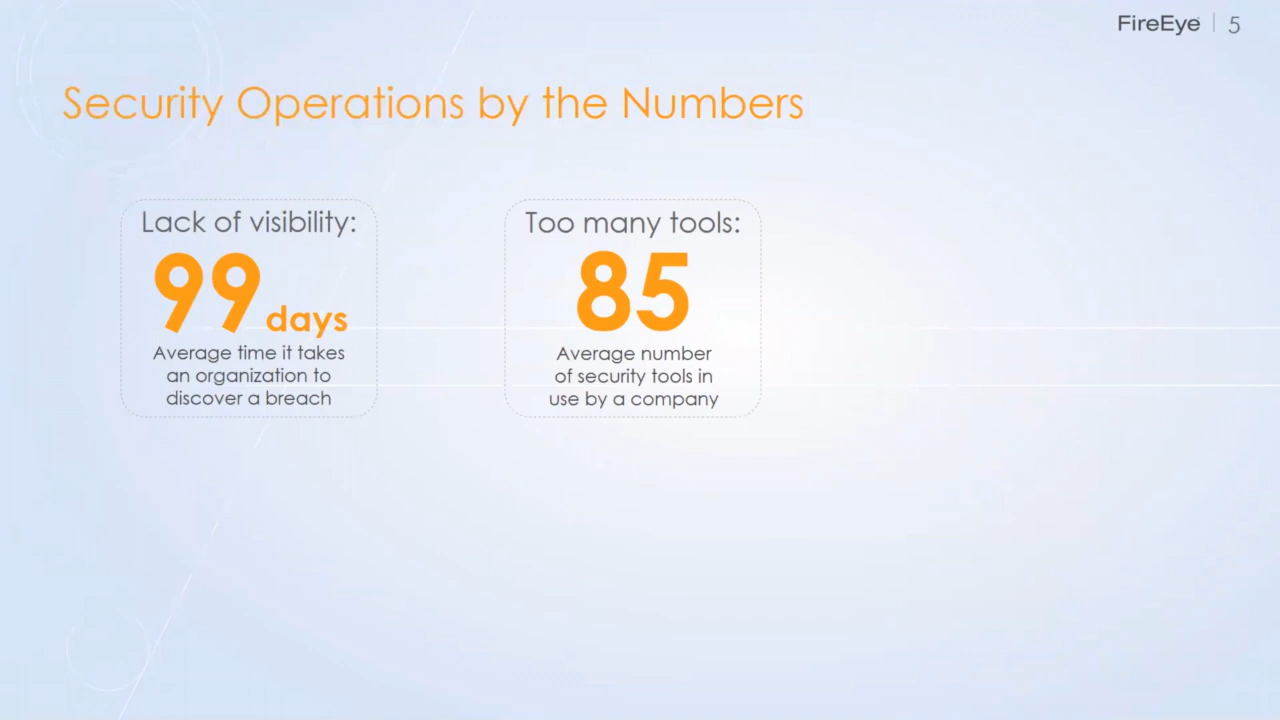 FireEye | 5
Security Operations by the Numbers
Lack of visibility:
99 days
Average time it takes
an organization to
discover a breach
Too many tools:
85
Average number
of security tools in
use by a company